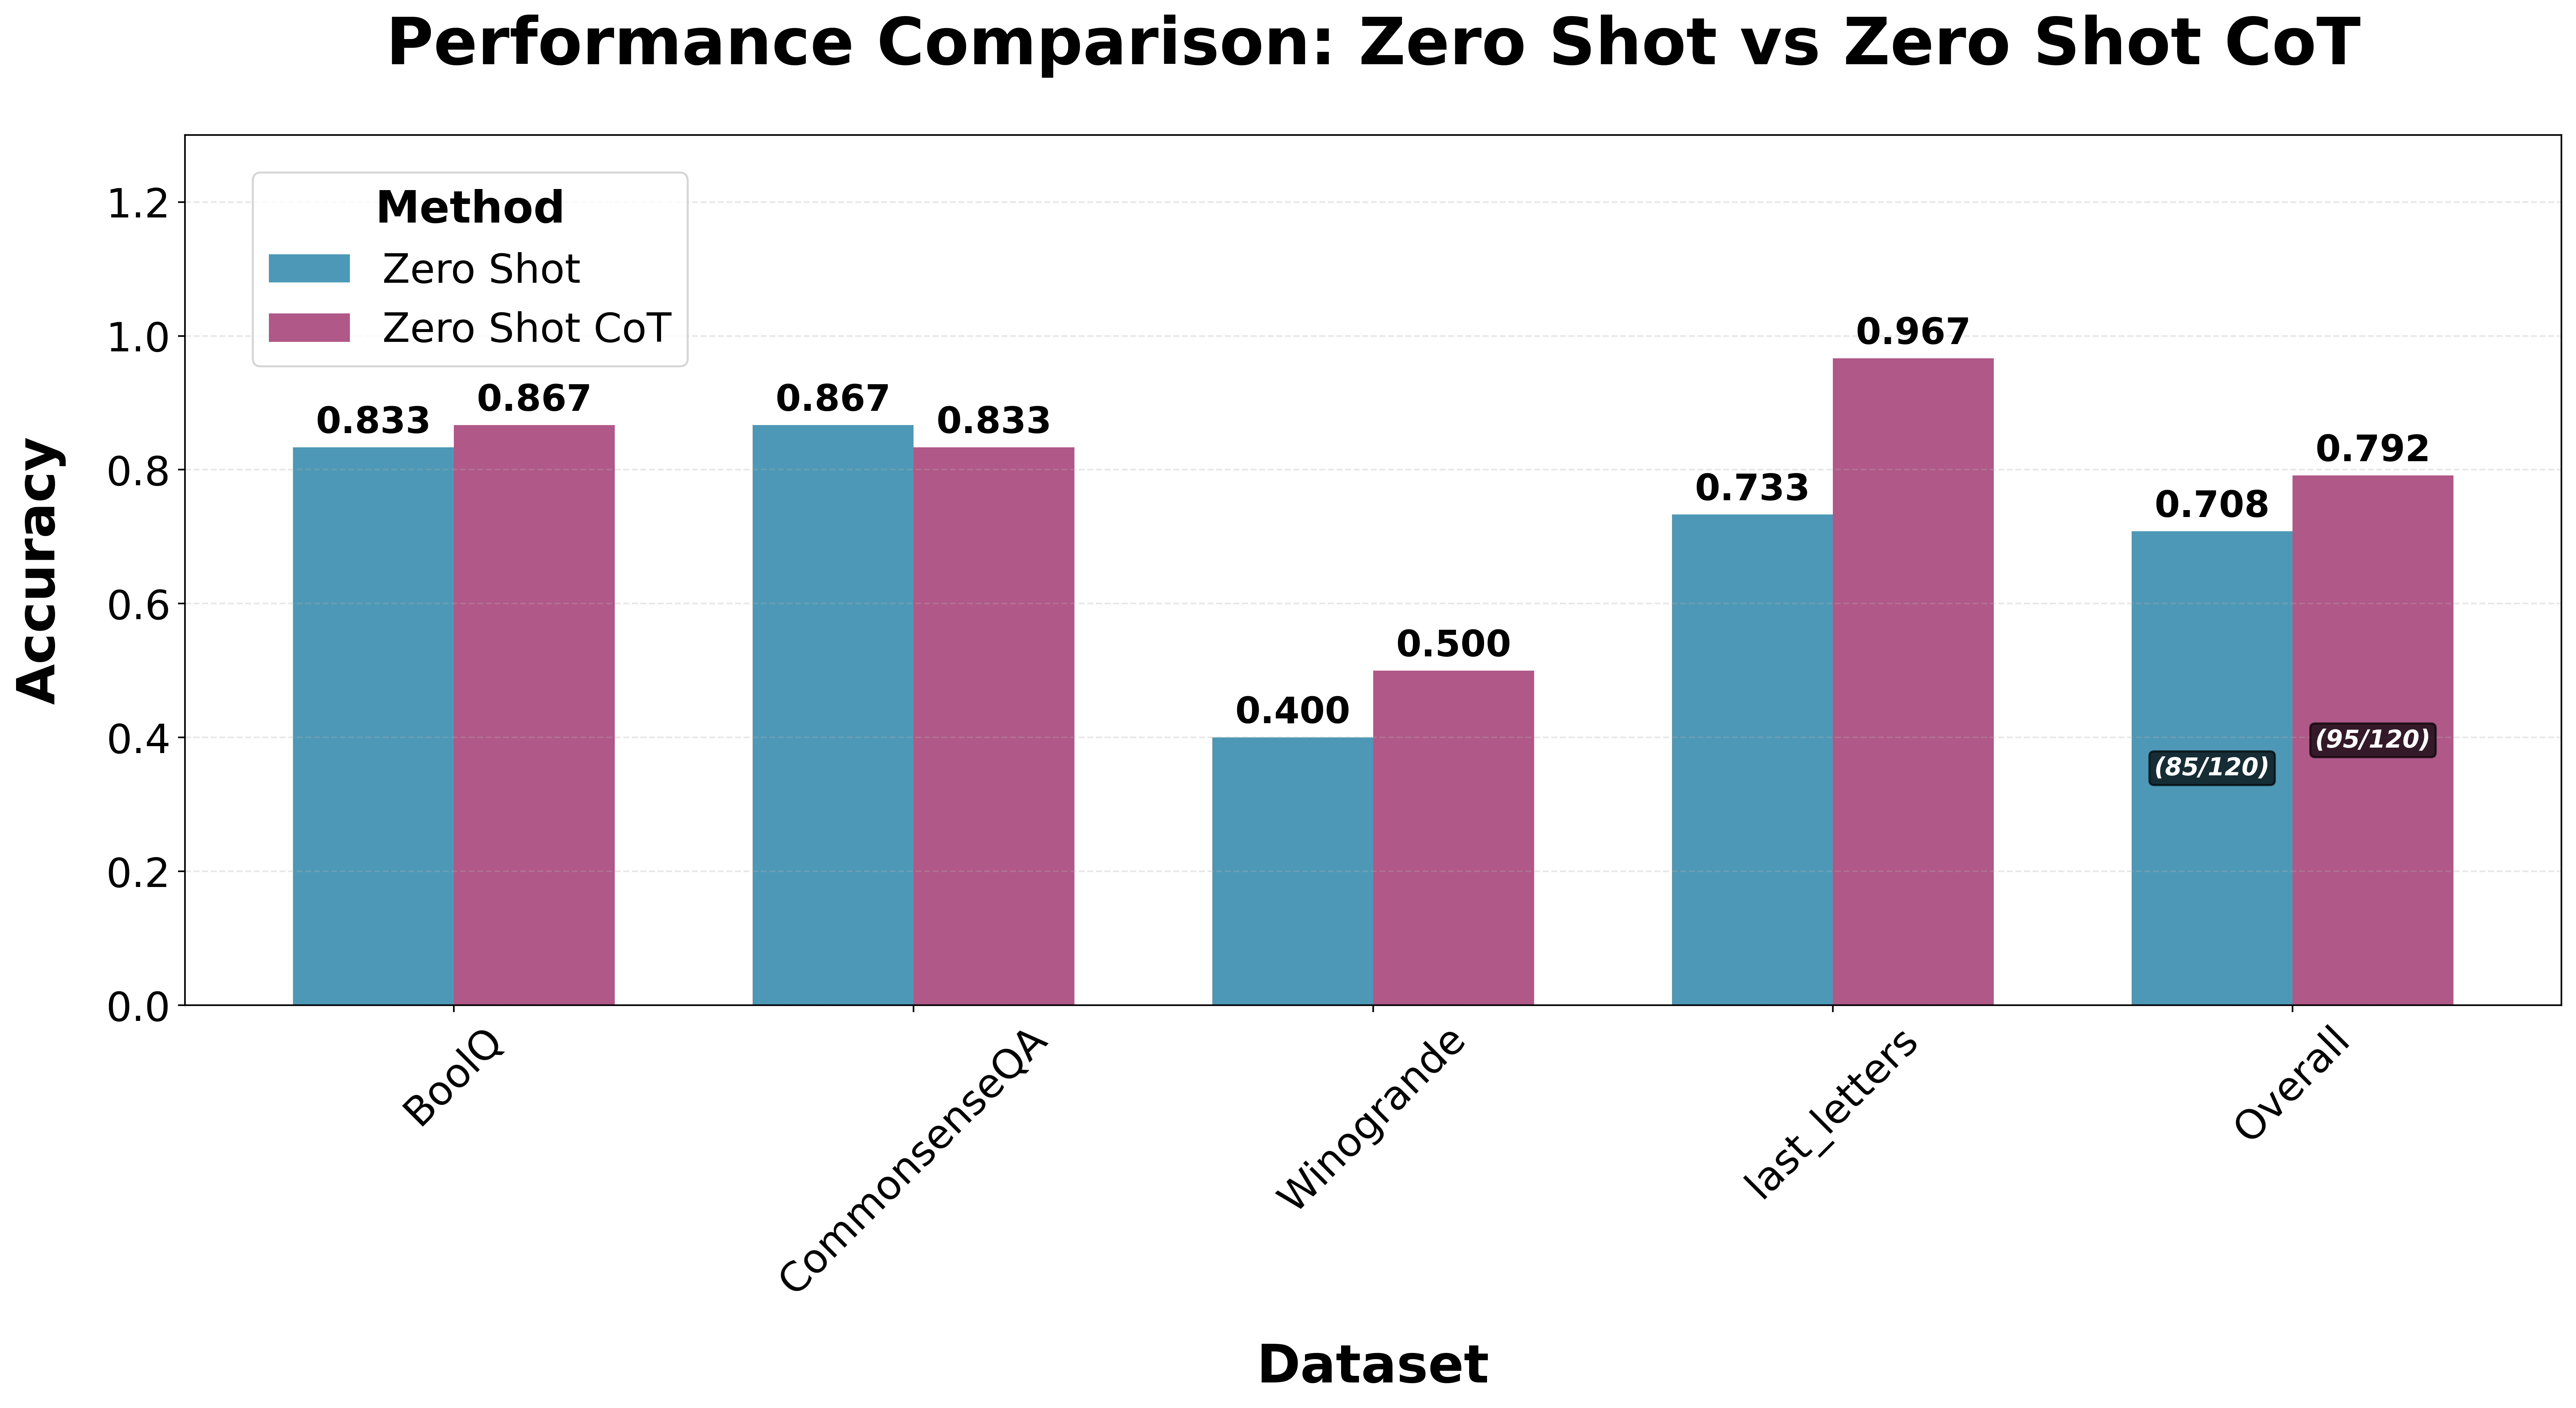 Performance Comparison: Zero Shot vs Zero Shot CoT
Method
Zero Shot
Zero Shot CoT
Accuracy
1.2
1.0
0.8
0.6
0.4
0.2
0.0
0.833
0.867
0.867
0.833
0.400
0.500
0.733
0.967
0.708
0.792
(85/120)
(95/120)
BoolQ
CommonsenseQA
Winogrande
last_letters
Overall
Dataset